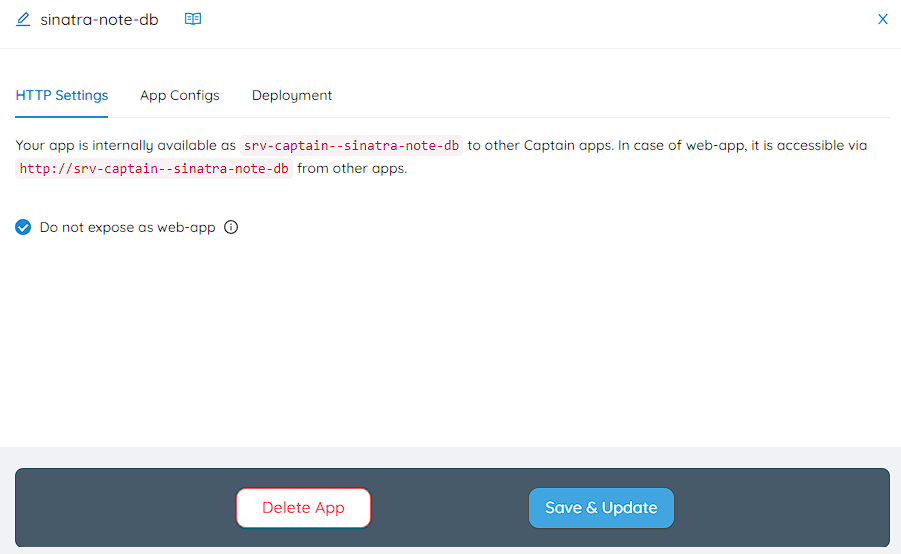 sinatra-note-db
HTTP Settings App Configs Deployment
Your app is internally available as srv-captain--sinatra-note-db to other Captain apps. In case of web-app, it is accessible via
http://srv-captain--sinatra-note-db from other apps.
Do not expose as web-app
Delete App Save & Update